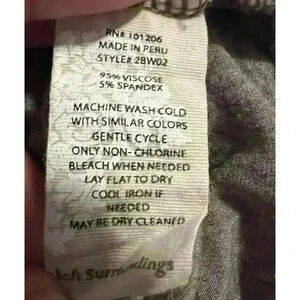 RN# 101206
MADE IN PERU
STYLE# 28W02
95% VISCOSE
5% SPANDEX
MACHINE WASH COLD
WITH SIMILAR COLORS
GENTLE CYCLE
ONLY NON- CHLORINE
BLEACH WHEN NEEDED
LAY FLAT TO DRY
COOL IRON IF
NEEDED
MAY BE DRY CLEANED
Soft Surroundings